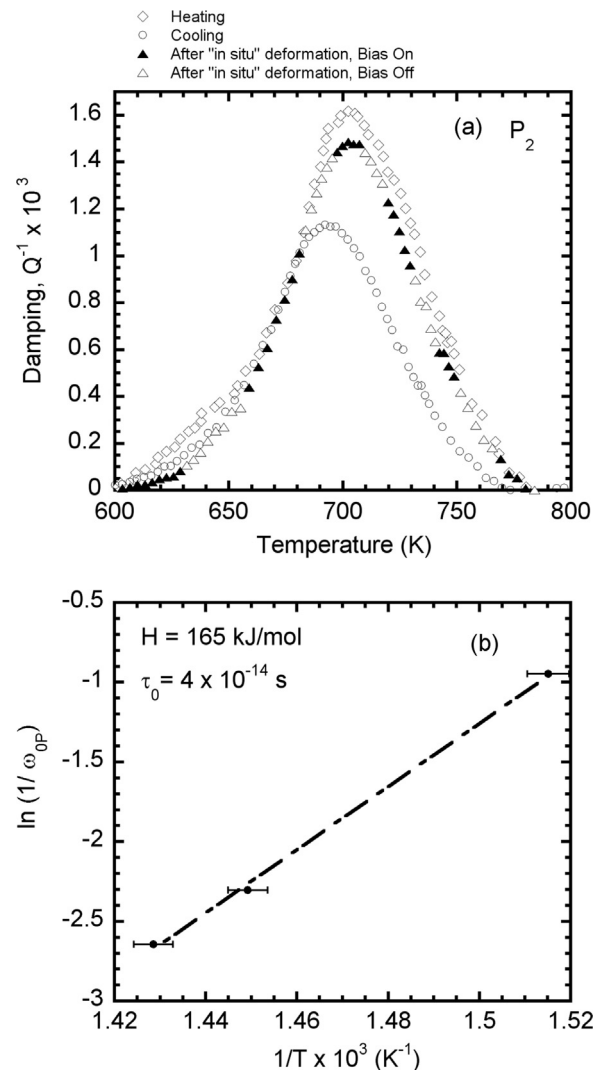 Heating
Cooling
After "in situ" deformation, Bias On
After "in situ" deformation, Bias Off
(a) P2
1.6
1.4
1.2
1
0.8
0.6
0.4
0.2
0
Damping, Q⁻¹ x 10³
600 650 700 750 800
Temperature (K)
H = 165 kJ/mol
(b)
τ₀= 4 x 10⁻¹⁴ s
-0.5
-1
-1.5
-2
-2.5
-3
ln (1/ ω₀P)
1.42 1.44 1.46 1.48 1.5 1.52
1/T x 10³ (K⁻¹)